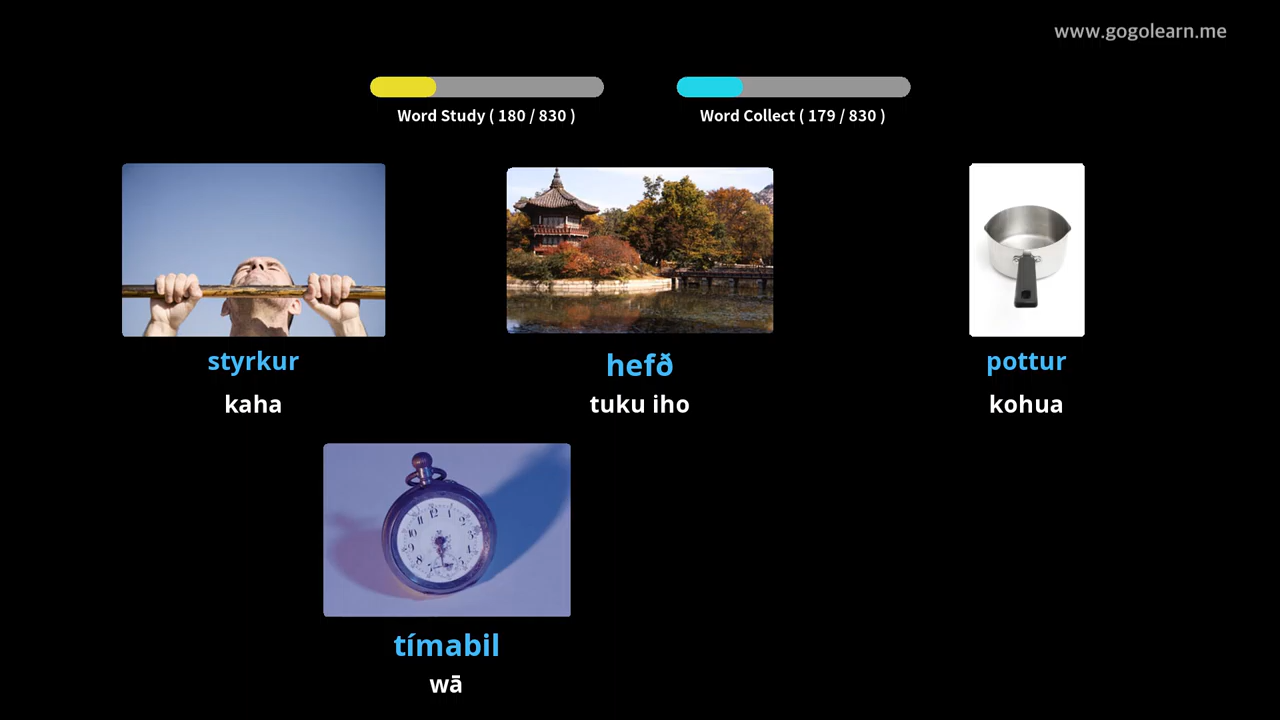 www.gogolearn.me
Word Study ( 180 / 830 )
Word Collect ( 179 / 830 )
styrkur
hefð
pottur
kaha
tuku iho
kohua
tímabil
wā